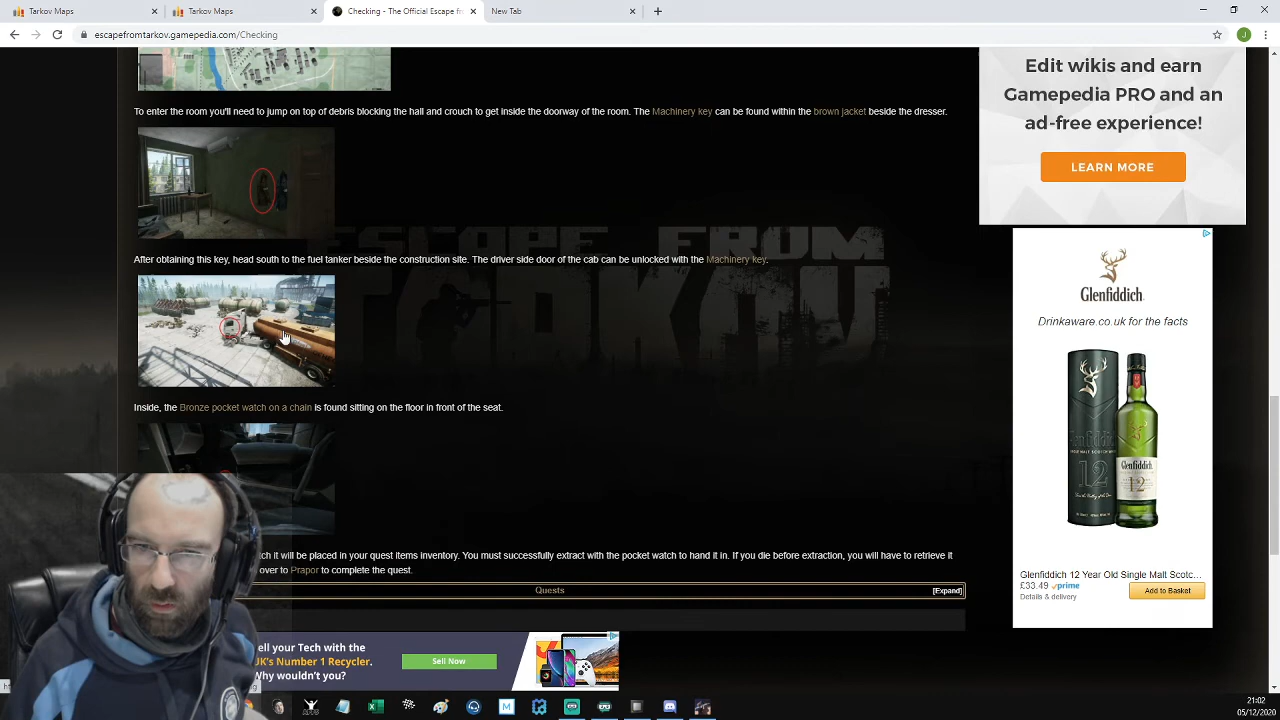 Tarkov Maps
Tarkov Maps
Checking - The Official Escape fr
New Tab
escapefromtarkov.gamepedia.com/Checking
J
Edit wikis and earn
Gamepedia PRO and an
ad-free experience!
LEARN MORE
To enter the room you'll need to jump on top of debris blocking the hall and crouch to get inside the doorway of the room. The Machinery key can be found within the brown jacket beside the dresser.
ESCAPE FROM
TARKOV
After obtaining this key, head south to the fuel tanker beside the construction site. The driver side door of the cab can be unlocked with the Machinery key.
Inside, the Bronze pocket watch on a chain is found sitting on the floor in front of the seat.
Glenfiddich
Drinkaware.co.uk for the facts
Glenfiddich
12
Glenfiddich
12
Glenfiddich 12 Year Old Single Malt Scotc...
£33.49 prime
Details & delivery
Add to Basket
ch it will be placed in your quest items inventory. You must successfully extract with the pocket watch to hand it in. If you die before extraction, you will have to retrieve it
over to Prapor to complete the quest.
Quests
[Expand]
ell your Tech with the
UK's Number 1 Recycler.
Why wouldn't you?
Sell Now
21:02
05/12/2020